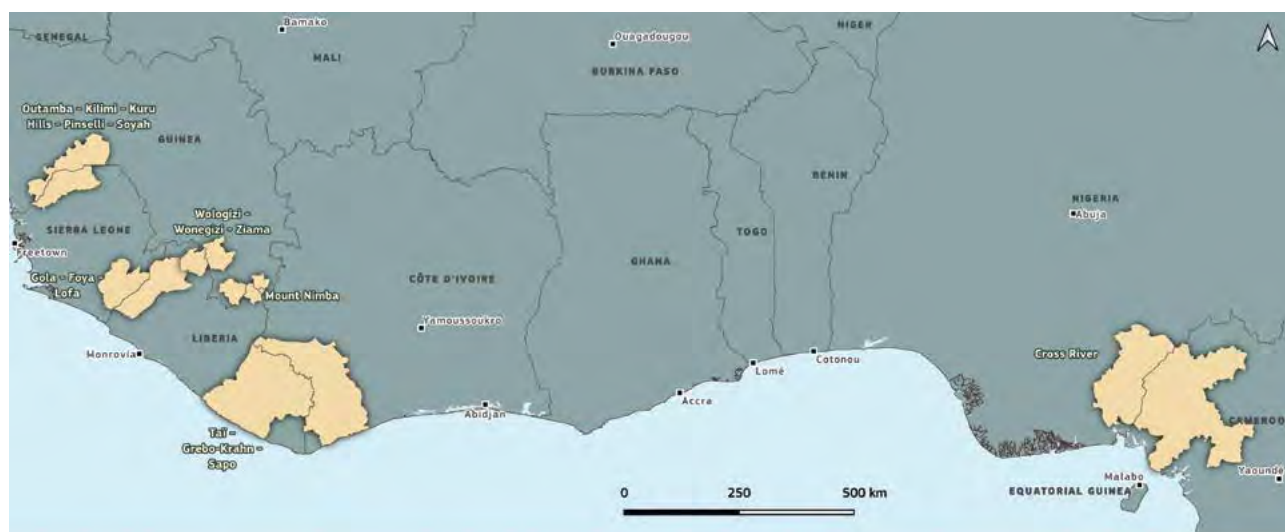 Bamako
Ouagadougou
NIGER
SENEGAL
MALI
BURKINA FASO
Outamba - Kilimi - Kuru
Hills - Pinselli - Soyah
GUINEA
BENIN
NIGERIA
Abuja
Wologizi -
Wonegizi - Ziama
SIERRA LEONE
TOGO
Freetown
GHANA
Gola - Foya -
Lofa
CÔTE D'IVOIRE
Mount Nimba
Yamoussoukro
LIBERIA
Monrovia
Cotonou
Cross River
Lomé
Accra
Abidjan
CAMEROO
Taï -
Grebo-Krahn -
Sapo
Yaounde
Malabo
EQUATORIAL GUINEA
0 250 500 km